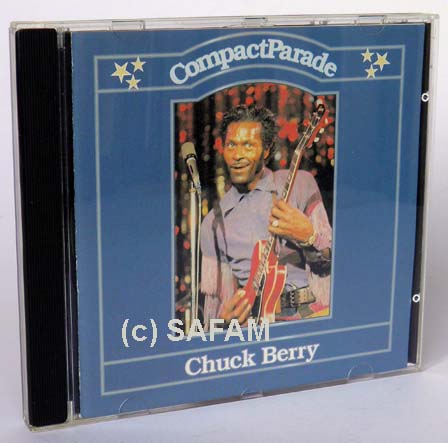 CompactParade
(c) SAFAM
Chuck Berry